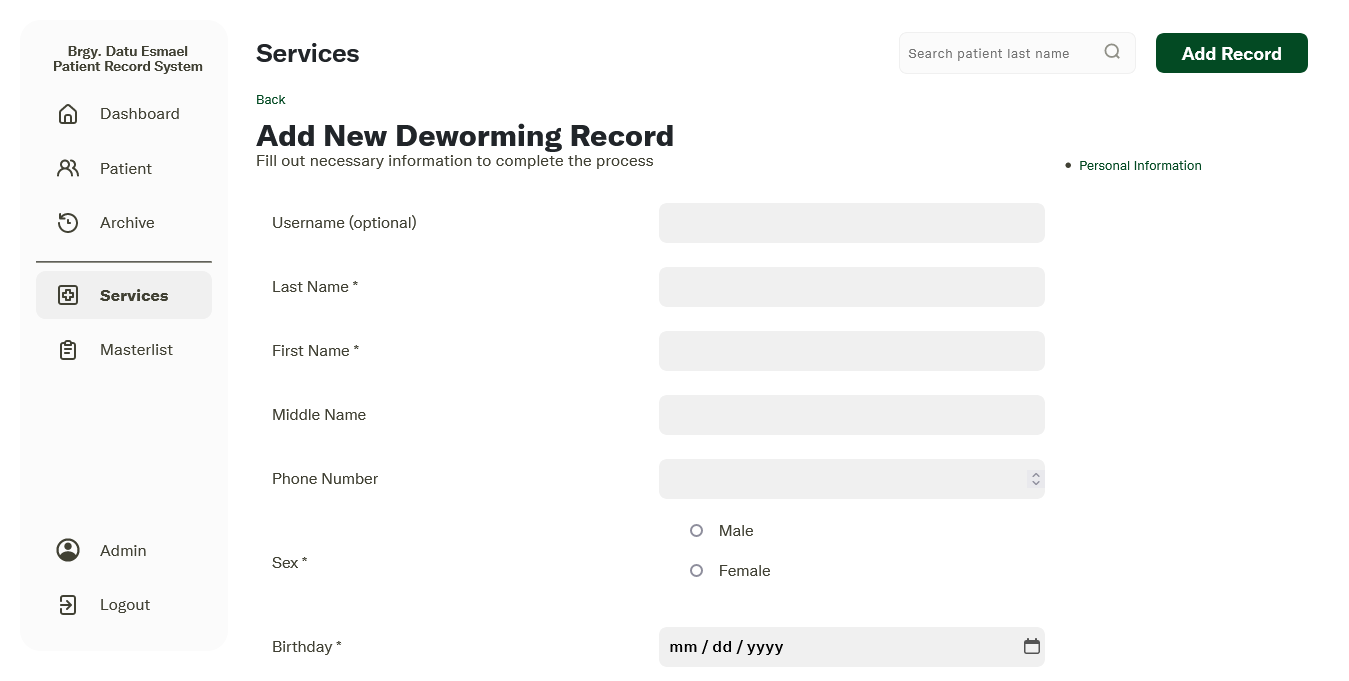 Brgy. Datu Esmael
Patient Record System
Dashboard
Patient
Archive
Services
Masterlist
Admin
Logout
Services
Search patient last name
Add Record
Back
Add New Deworming Record
Fill out necessary information to complete the process
Personal Information
Username (optional)
Last Name *
First Name *
Middle Name
Phone Number
Sex *
Male
Female
Birthday *
mm / dd / yyyy